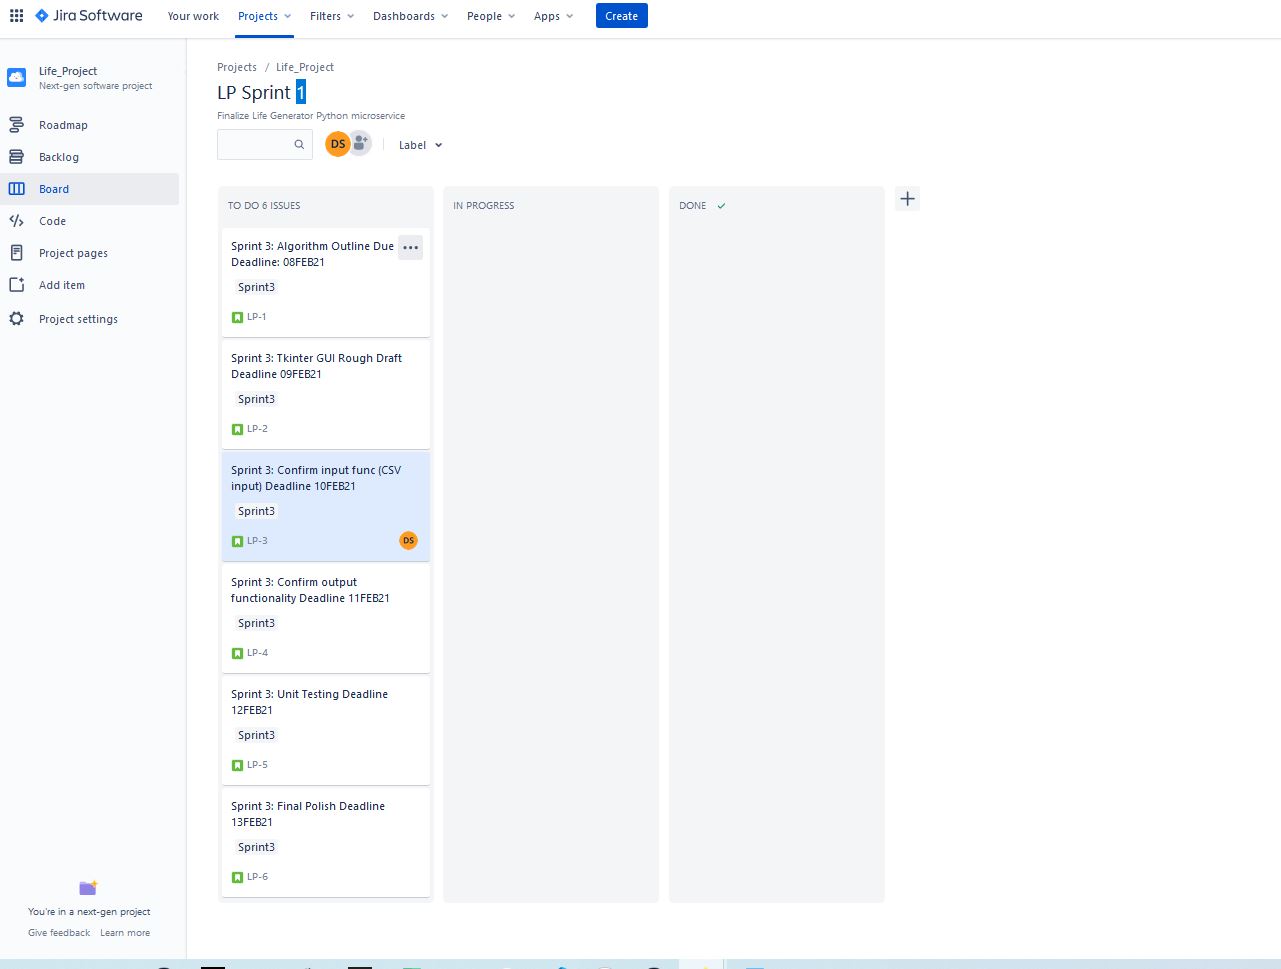 Jira Software
Your work
Projects
Filters
Dashboards
People
Apps
Create
Life_Project
Next-gen software project
Roadmap
Backlog
Board
Code
Project pages
Add item
Project settings
You're in a next-gen project
Give feedback Learn more
Projects / Life_Project
LP Sprint 1
Finalize Life Generator Python microservice
DS
Label
TO DO 6 ISSUES
Sprint 3: Algorithm Outline Due
Deadline: 08FEB21
Sprint3
LP-1
Sprint 3: Tkinter GUI Rough Draft
Deadline 09FEB21
Sprint3
LP-2
Sprint 3: Confirm input func (CSV
input) Deadline 10FEB21
Sprint3
LP-3
DS
Sprint 3: Confirm output
functionality Deadline 11FEB21
Sprint3
LP-4
Sprint 3: Unit Testing Deadline
12FEB21
Sprint3
LP-5
Sprint 3: Final Polish Deadline
13FEB21
Sprint3
LP-6
IN PROGRESS
DONE